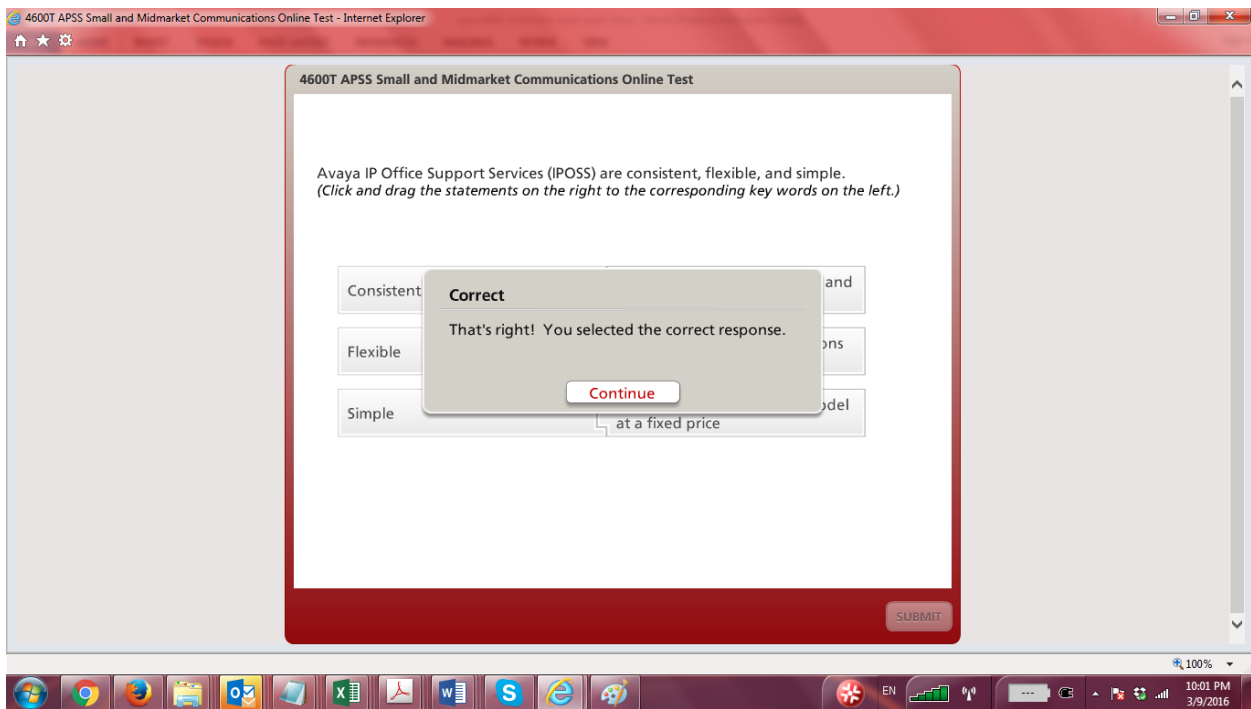 4600T APSS Small and Midmarket Communications Online Test - Internet Explorer
4600T APSS Small and Midmarket Communications Online Test
Avaya IP Office Support Services (IPOSS) are consistent, flexible, and simple.
(Click and drag the statements on the right to the corresponding key words on the left.)
Consistent
and
Correct
That's right! You selected the correct response.
Flexible
Continue
Simple
at a fixed price
SUBMIT
100%
EN
10:01 PM
3/9/2016